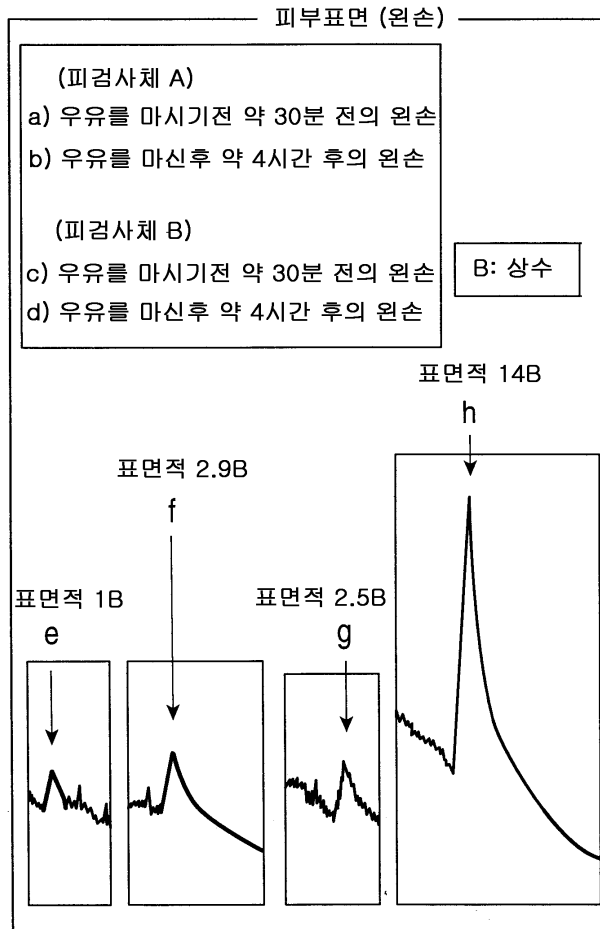 피부표면 (왼손)
(피검사체 A)
a) 우유를 마시기전 약 30분 전의 왼손
b) 우유를 마신후 약 4시간 후의 왼손
(피검사체 B)
c) 우유를 마시기전 약 30분 전의 왼손
d) 우유를 마신후 약 4시간 후의 왼손
B: 상수
표면적 14B
h
표면적 2.9B
f
표면적 1B
e
표면적 2.5B
g